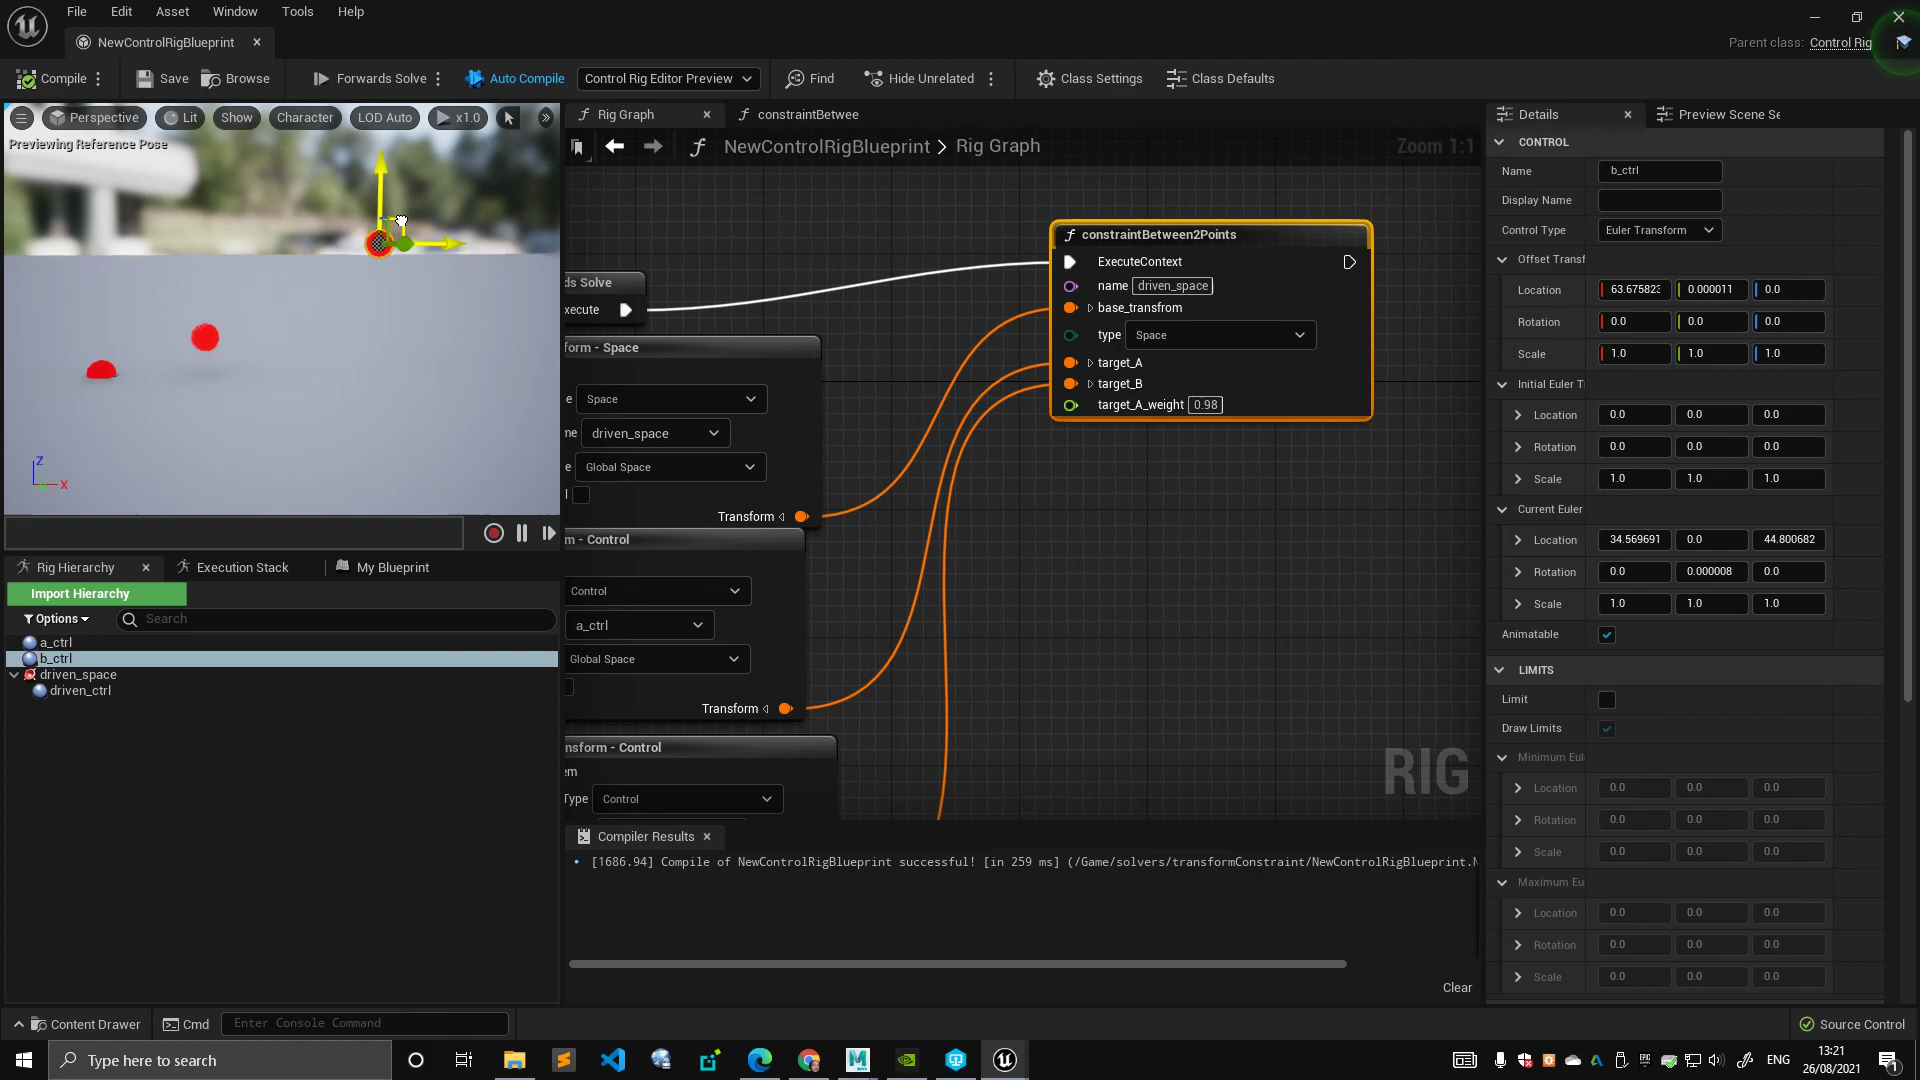 File Edit Asset Window Tools Help
NewControlRigBlueprint
Parent class: Control Rig
Compile Save Browse Forwards Solve Auto Compile Control Rig Editor Preview Find Hide Unrelated Class Settings Class Defaults
Perspective Lit Show Character LOD Auto x1.0
Previewing Reference Pose
Z
X
Rig Graph constraintBetwee
NewControlRigBlueprint > Rig Graph Zoom 1:1
ds Solve
xecute
form - Space
e Space
me driven_space
e Global Space
l
Transform
m - Control
Control
a_ctrl
Global Space
Transform
nsform - Control
em
Type Control
constraintBetween2Points
ExecuteContext
name driven_space
base_transfrom
type Space
target_A
target_B
target_A_weight 0.98
RIG
Compiler Results
• [1686.94] Compile of NewControlRigBlueprint successful! [in 259 ms] (/Game/solvers/transformConstraint/NewControlRigBlueprint.N
Clear
Rig Hierarchy Execution Stack My Blueprint
Import Hierarchy
Options Search
a_ctrl
b_ctrl
driven_space
driven_ctrl
Details Preview Scene Se
CONTROL
Name b_ctrl
Display Name
Control Type Euler Transform
Offset Transf
Location 63.675823 0.000011 0.0
Rotation 0.0 0.0 0.0
Scale 1.0 1.0 1.0
Initial Euler T
Location 0.0 0.0 0.0
Rotation 0.0 0.0 0.0
Scale 1.0 1.0 1.0
Current Euler
Location 34.569691 0.0 44.800682
Rotation 0.0 0.000008 0.0
Scale 1.0 1.0 1.0
Animatable
LIMITS
Limit
Draw Limits
Minimum Eul
Location 0.0 0.0 0.0
Rotation 0.0 0.0 0.0
Scale 0.0 0.0 0.0
Maximum Eu
Location 0.0 0.0 0.0
Rotation 0.0 0.0 0.0
Scale 0.0 0.0 0.0
Content Drawer Cmd Enter Console Command Source Control
Type here to search
ENG
13:21
26/08/2021
1